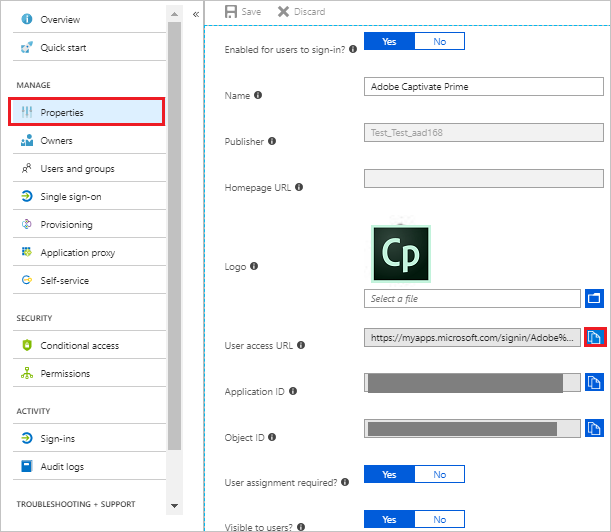 Overview
Quick start
MANAGE
Properties
Owners
Users and groups
Single sign-on
Provisioning
Application proxy
Self-service
SECURITY
Conditional access
Permissions
ACTIVITY
Sign-ins
Audit logs
TROUBLESHOOTING + SUPPORT
«
Save Discard
Enabled for users to sign-in? Yes No
Name Adobe Captivate Prime
Publisher Test_Test_aad168
Homepage URL
Cp
Logo
Select a file
User access URL https://myapps.microsoft.com/signin/Adobe%...
Application ID
Object ID
User assignment required? Yes No
Visible to users? Yes No